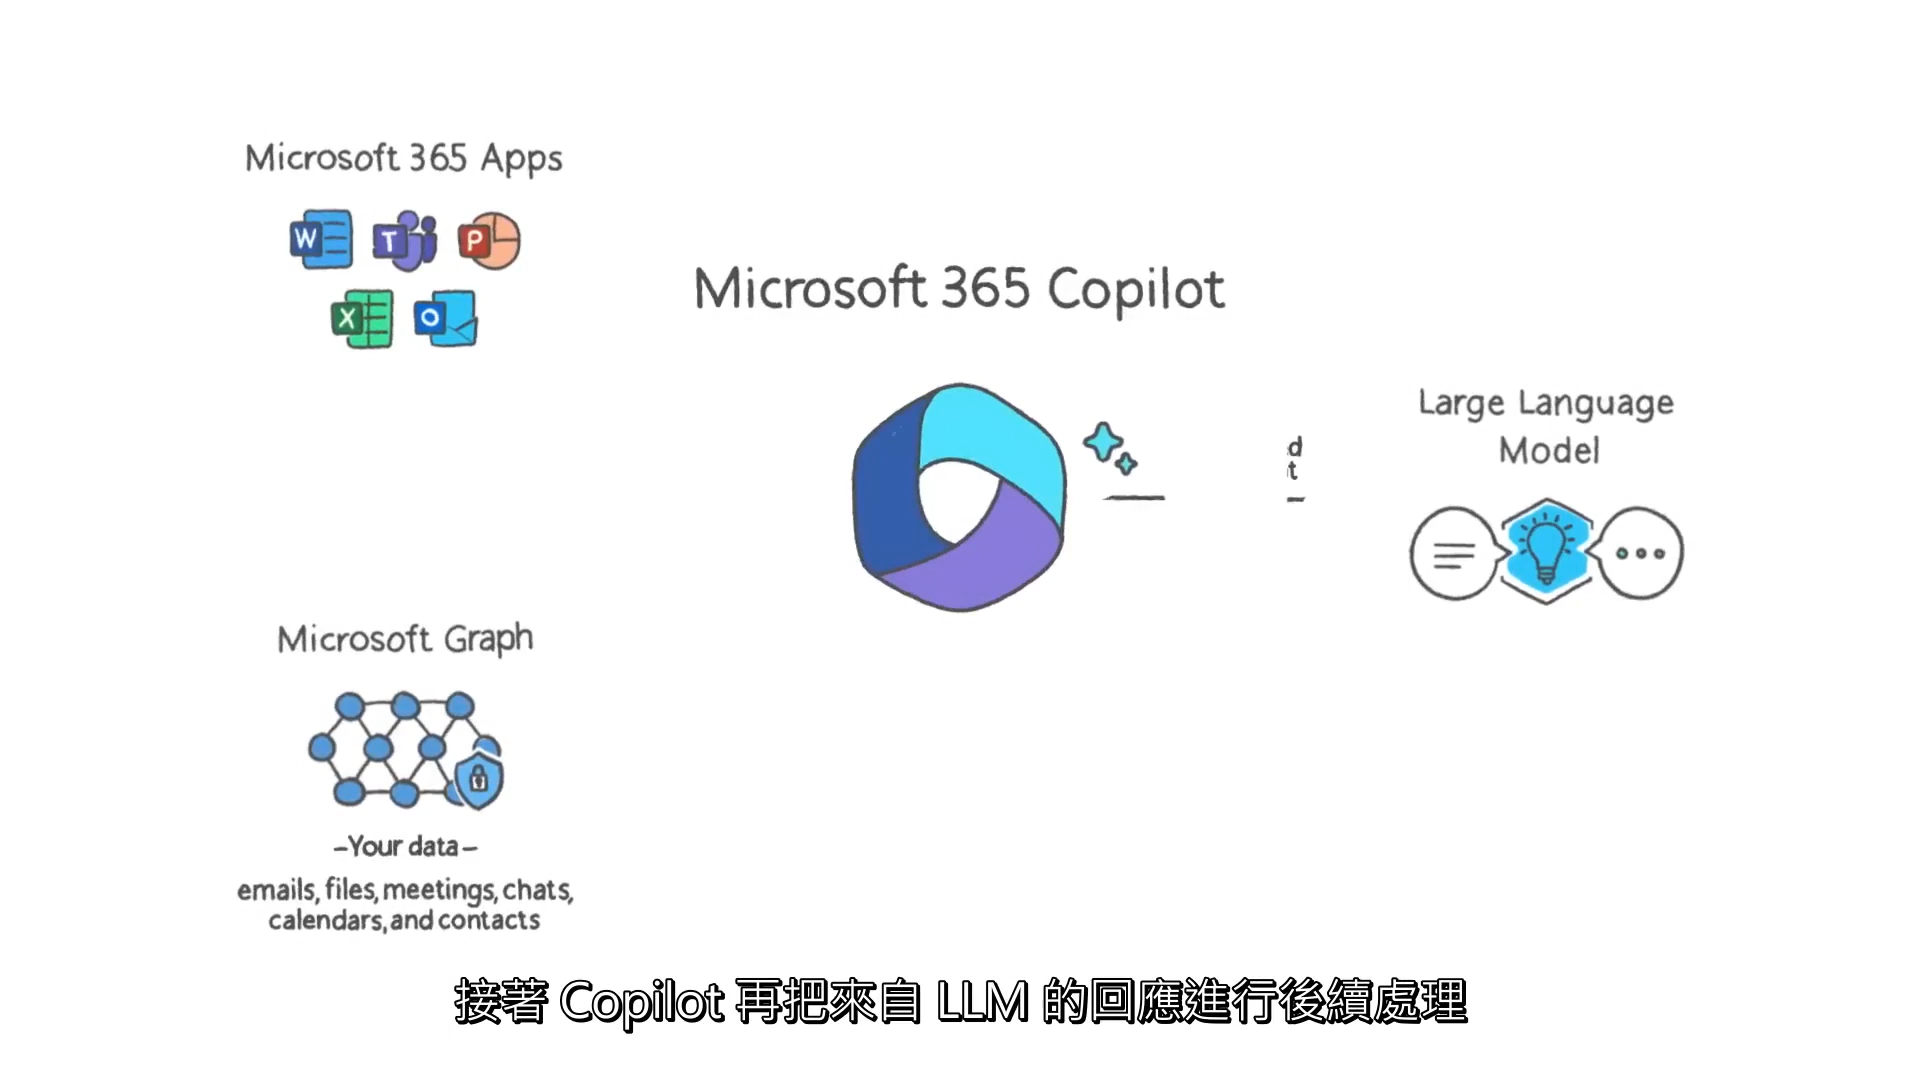 Microsoft 365 Apps
W
T
P
X
O
Microsoft 365 Copilot
Large Language
Model
d
t
Microsoft Graph
–Your data–
emails, files, meetings, chats,
calendars, and contacts
接著 Copilot 再把來自 LLM 的回應進行後續處理